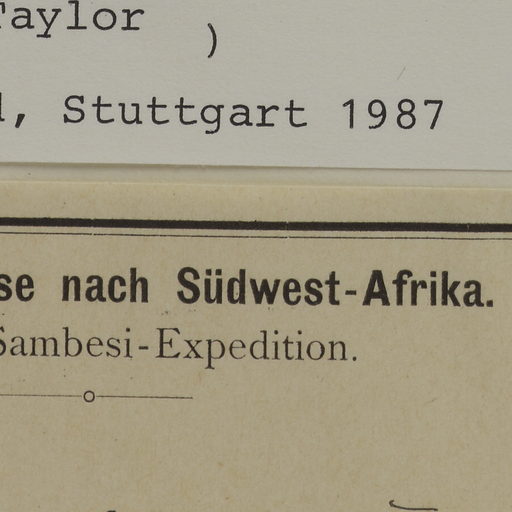 Taylor )
, Stuttgart 1987
se nach Südwest-Afrika.
Sambesi-Expedition.